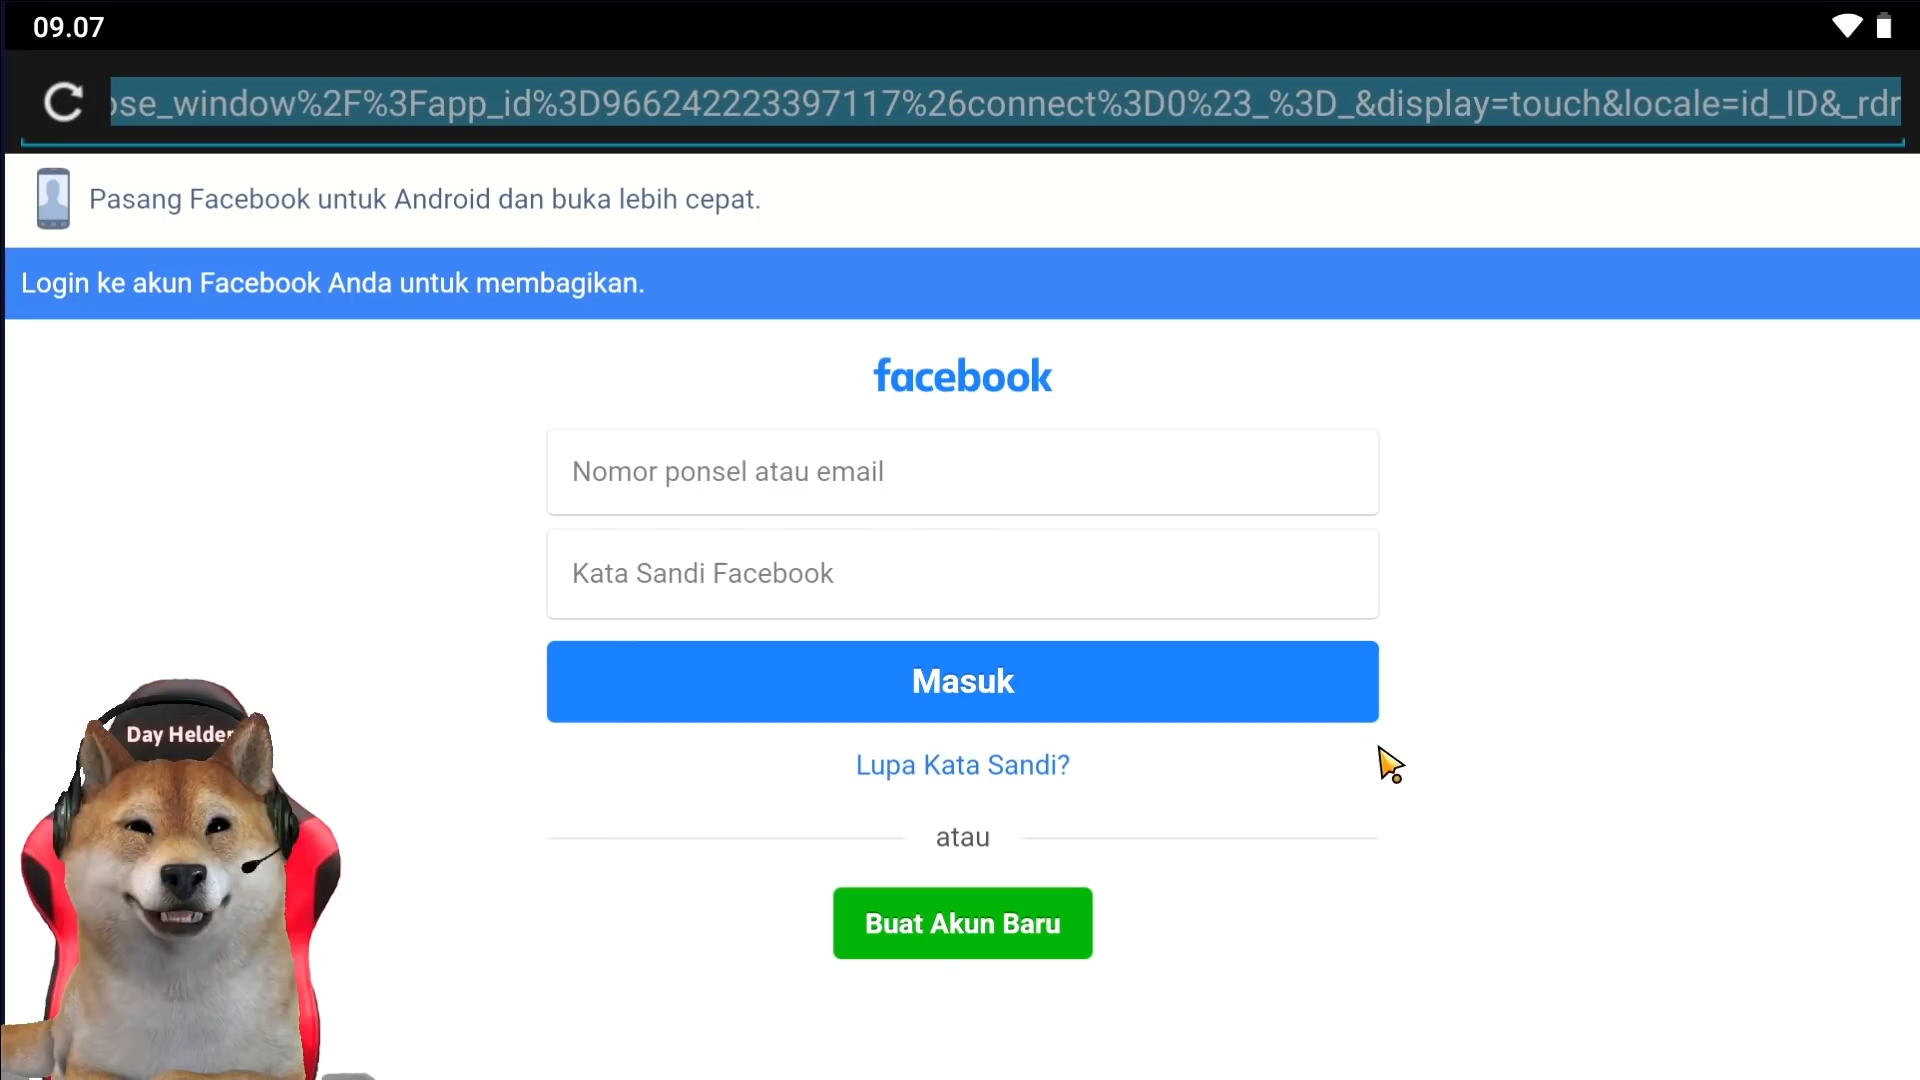 09.07
ose_window%2F%3Fapp_id%3D966242223397117%26connect%3D0%23_%3D_&display=touch&locale=id_ID&_rdr
Pasang Facebook untuk Android dan buka lebih cepat.
Login ke akun Facebook Anda untuk membagikan.
facebook
Nomor ponsel atau email
Kata Sandi Facebook
Masuk
Lupa Kata Sandi?
atau
Buat Akun Baru
Day Helder